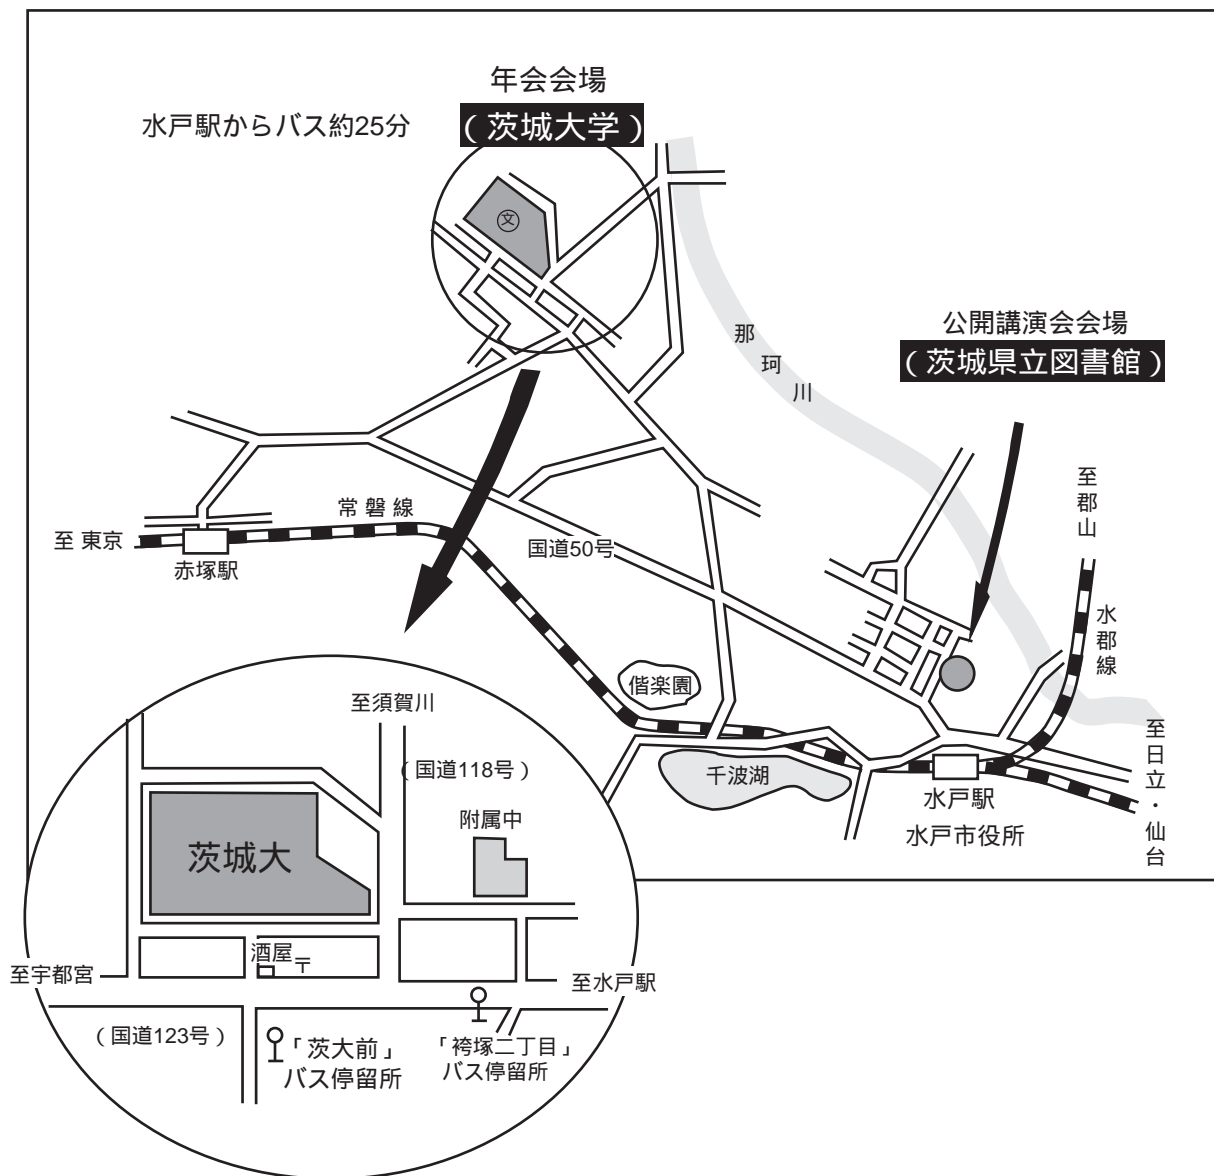 年会会場
水戸駅からバス約25分
(茨城大学)
文
公開講演会会場
(茨城県立図書館)
那珂川
至郡山
常磐線
至 東京
国道50号
赤塚駅
水郡線
偕楽園
至須賀川
至日立・仙台
(国道118号)
千波湖
水戸駅
附属中
水戸市役所
茨城大
酒屋
〒
至宇都宮
至水戸駅
(国道123号)
「茨大前」
バス停留所
「袴塚二丁目」
バス停留所